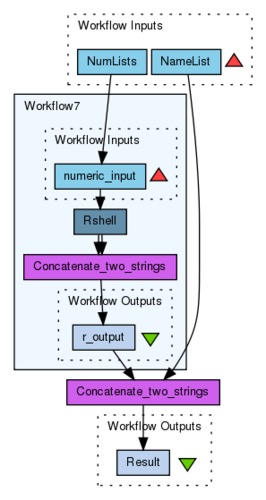 Workflow Inputs
NumLists NameList
Workflow7
Workflow Inputs
numeric_input
Rshell
Concatenate_two_strings
Workflow Outputs
r_output
Concatenate_two_strings
Workflow Outputs
Result